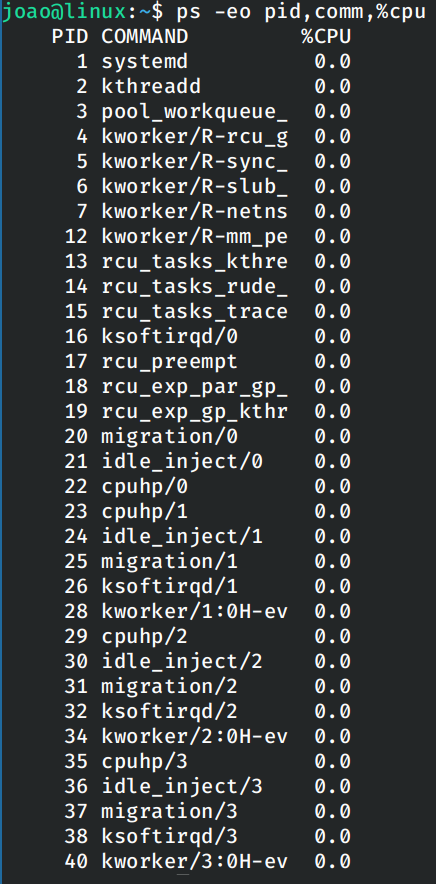 joao@linux:~$ ps -eo pid,comm,%cpu
PID COMMAND %CPU
1 systemd 0.0
2 kthreadd 0.0
3 pool_workqueue_ 0.0
4 kworker/R-rcu_g 0.0
5 kworker/R-sync_ 0.0
6 kworker/R-slub_ 0.0
7 kworker/R-netns 0.0
12 kworker/R-mm_pe 0.0
13 rcu_tasks_kthre 0.0
14 rcu_tasks_rude_ 0.0
15 rcu_tasks_trace 0.0
16 ksoftirqd/0 0.0
17 rcu_preempt 0.0
18 rcu_exp_par_gp_ 0.0
19 rcu_exp_gp_kthr 0.0
20 migration/0 0.0
21 idle_inject/0 0.0
22 cpuhp/0 0.0
23 cpuhp/1 0.0
24 idle_inject/1 0.0
25 migration/1 0.0
26 ksoftirqd/1 0.0
28 kworker/1:0H-ev 0.0
29 cpuhp/2 0.0
30 idle_inject/2 0.0
31 migration/2 0.0
32 ksoftirqd/2 0.0
34 kworker/2:0H-ev 0.0
35 cpuhp/3 0.0
36 idle_inject/3 0.0
37 migration/3 0.0
38 ksoftirqd/3 0.0
40 kworker/3:0H-ev 0.0